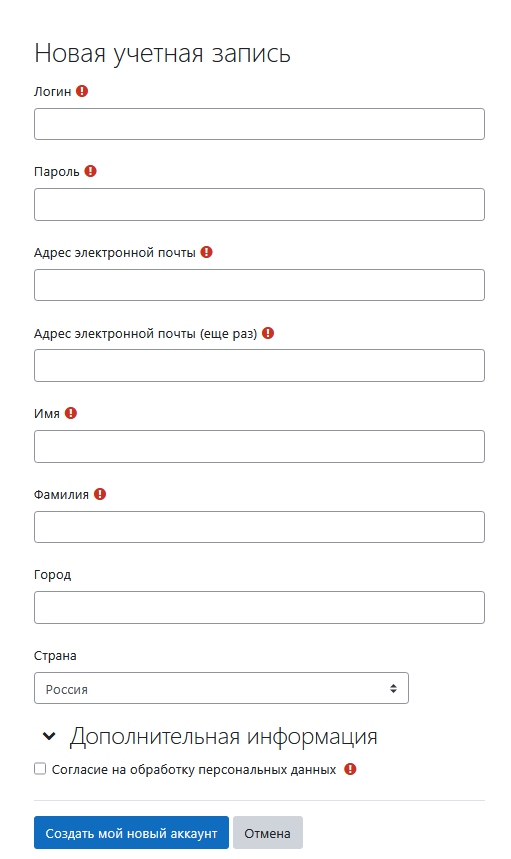 Новая учетная запись
Логин
Пароль
Адрес электронной почты
Адрес электронной почты (еще раз)
Имя
Фамилия
Город
Страна
Россия
Дополнительная информация
Согласие на обработку персональных данных
Создать мой новый аккаунт Отмена